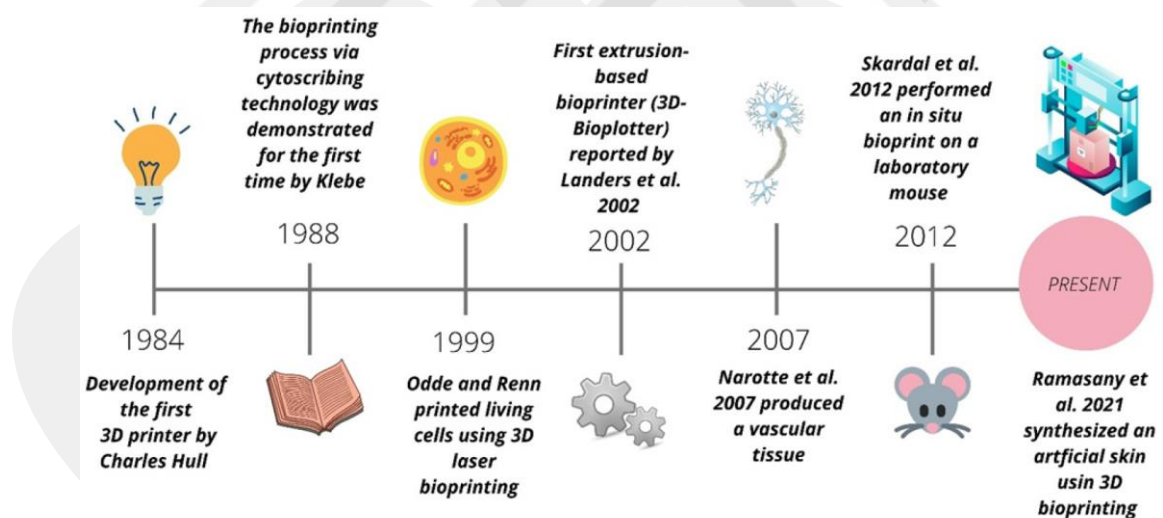 The bioprinting
process via
cytoscribing
technology was
demonstrated
for the first
time by Klebe
1988
First extrusion-
based
bioprinter (3D-
Bioplotter)
reported by
Landers et al.
2002
2002
Skardal et al.
2012 performed
an in situ
bioprint on a
laboratory
mouse
2012
PRESENT
1984
Development of
the first
3D printer by
Charles Hull
1999
Odde and Renn
printed living
cells using 3D
laser
bioprinting
2007
Narotte et al.
2007 produced
a vascular
tissue
Ramasany et
al. 2021
synthesized an
artficial skin
usin 3D
bioprinting